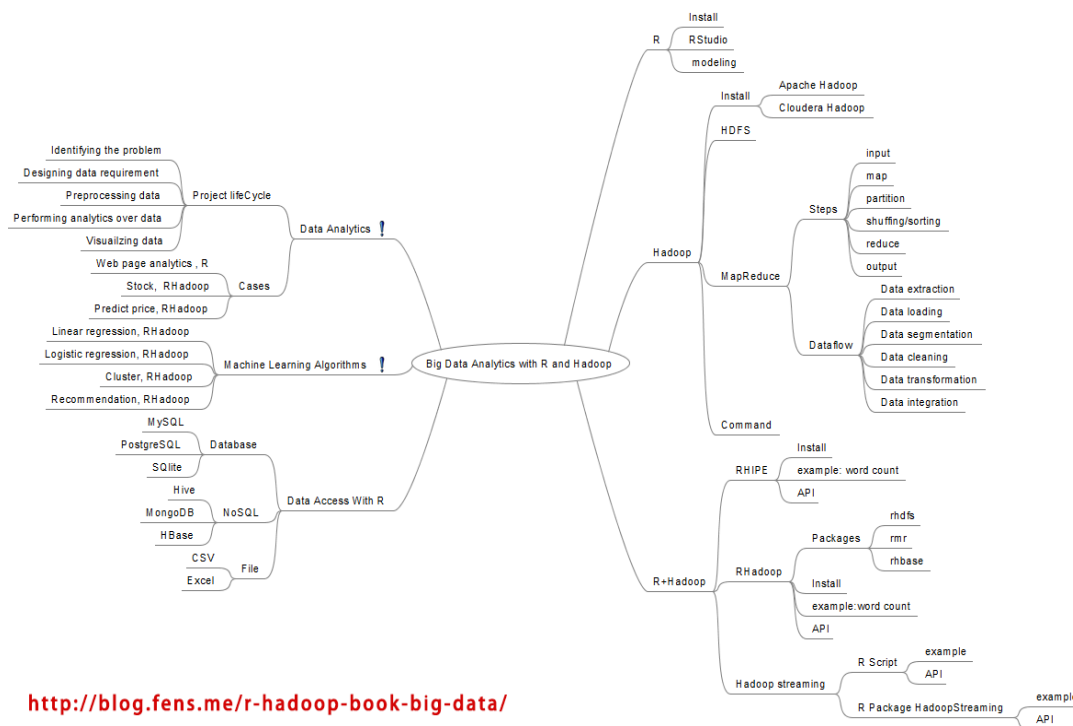 Big Data Analytics with R and Hadoop
R
Install
RStudio
modeling
Hadoop
Install
Apache Hadoop
Cloudera Hadoop
HDFS
MapReduce
Steps
input
map
partition
shuffing/sorting
reduce
output
Dataflow
Data extraction
Data loading
Data segmentation
Data cleaning
Data transformation
Data integration
Command
R+Hadoop
RHIPE
Install
example: word count
API
RHadoop
Packages
rhdfs
rmr
rhbase
Install
example:word count
API
Hadoop streaming
R Script
example
API
R Package HadoopStreaming
example
API
Data Analytics
Project lifeCycle
Identifying the problem
Designing data requirement
Preprocessing data
Performing analytics over data
Visuailzing data
Cases
Web page analytics , R
Stock, RHadoop
Predict price, RHadoop
Machine Learning Algorithms
Linear regression, RHadoop
Logistic regression, RHadoop
Cluster, RHadoop
Recommendation, RHadoop
Data Access With R
Database
MySQL
PostgreSQL
SQlite
NoSQL
Hive
MongoDB
HBase
File
CSV
Excel
http://blog.fens.me/r-hadoop-book-big-data/